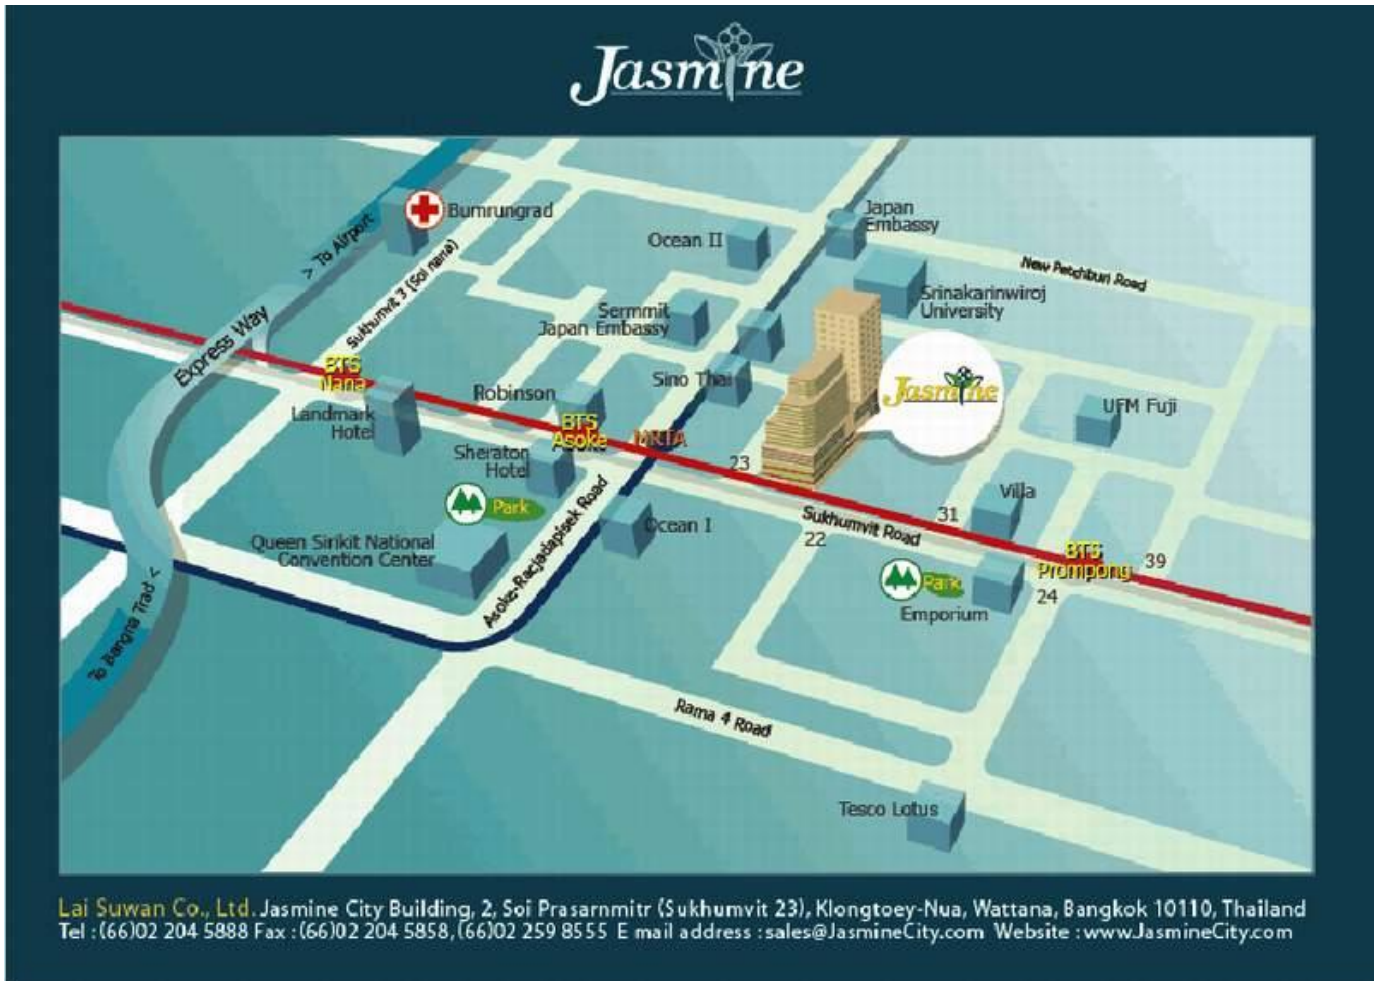 Jasmine
Bumrungrad
> To Airport
Sukhumvit 3 (Soi nana)
Express Way
Ocean II
Japan
Embassy
New Petchburi Road
Srinakarinwiroj
University
Sermmit
Japan Embassy
Sino Thai
Jasmine
UFM Fuji
BTS
Nana
Landmark
Hotel
Robinson
BTS
Asoke
MRTA
Sheraton
Hotel
23
Park
Queen Sirikit National
Convention Center
Asoke-Racjadapisek Road
Ocean I
Sukhumvit Road
22
31
Villa
BTS
Prompong
39
24
Park
Emporium
To Bangna Trad <
Rama 4 Road
Tesco Lotus
Lai Suwan Co., Ltd. Jasmine City Building, 2, Soi Prasarnmitr (Sukhumvit 23), Klongtoey-Nua, Wattana, Bangkok 10110, Thailand
Tel : (66)02 204 5888 Fax : (66)02 204 5858, (66)02 259 8555 E mail address : sales@JasmineCity.com Website : www.JasmineCity.com